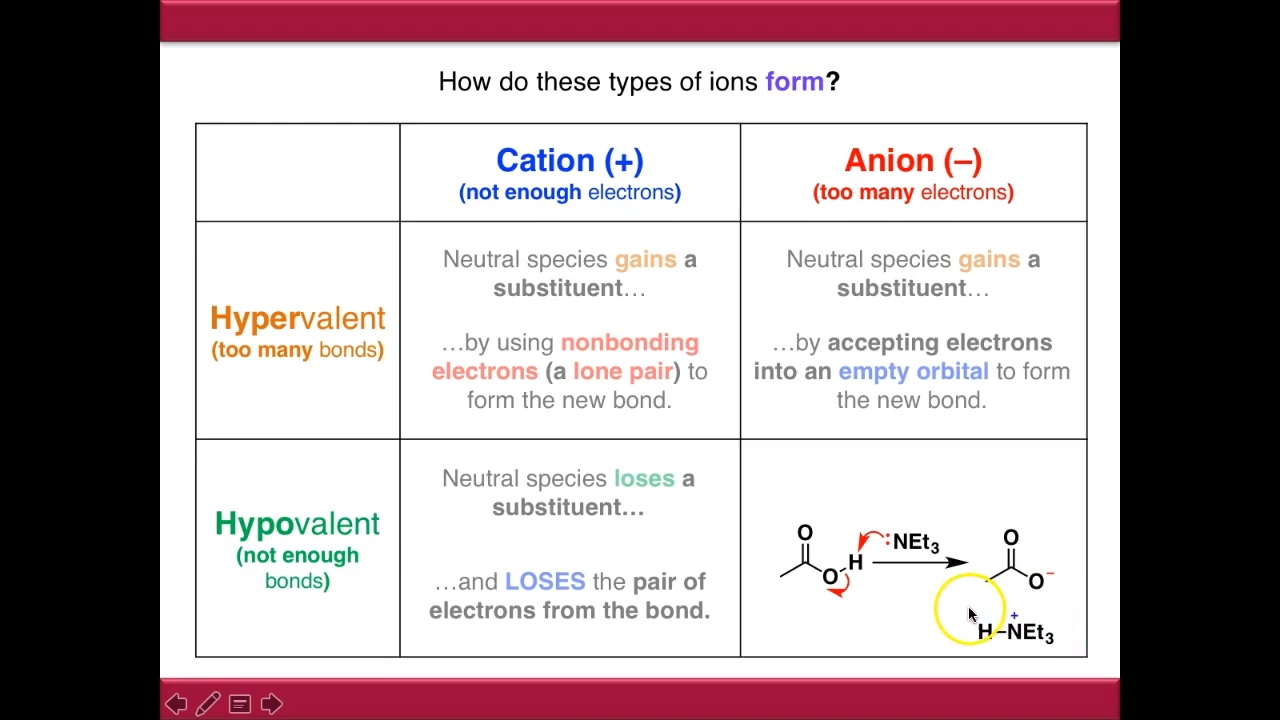 How do these types of ions form?
Cation (+)
(not enough electrons)
Anion (–)
(too many electrons)
Hypervalent
(too many bonds)
Neutral species gains a
substituent…
…by using nonbonding
electrons (a lone pair) to
form the new bond.
Neutral species gains a
substituent…
…by accepting electrons
into an empty orbital to form
the new bond.
Hypovalent
(not enough
bonds)
Neutral species loses a
substituent…
…and LOSES the pair of
electrons from the bond.
O
O
H
:NEt3
O
O–
+
H–NEt3